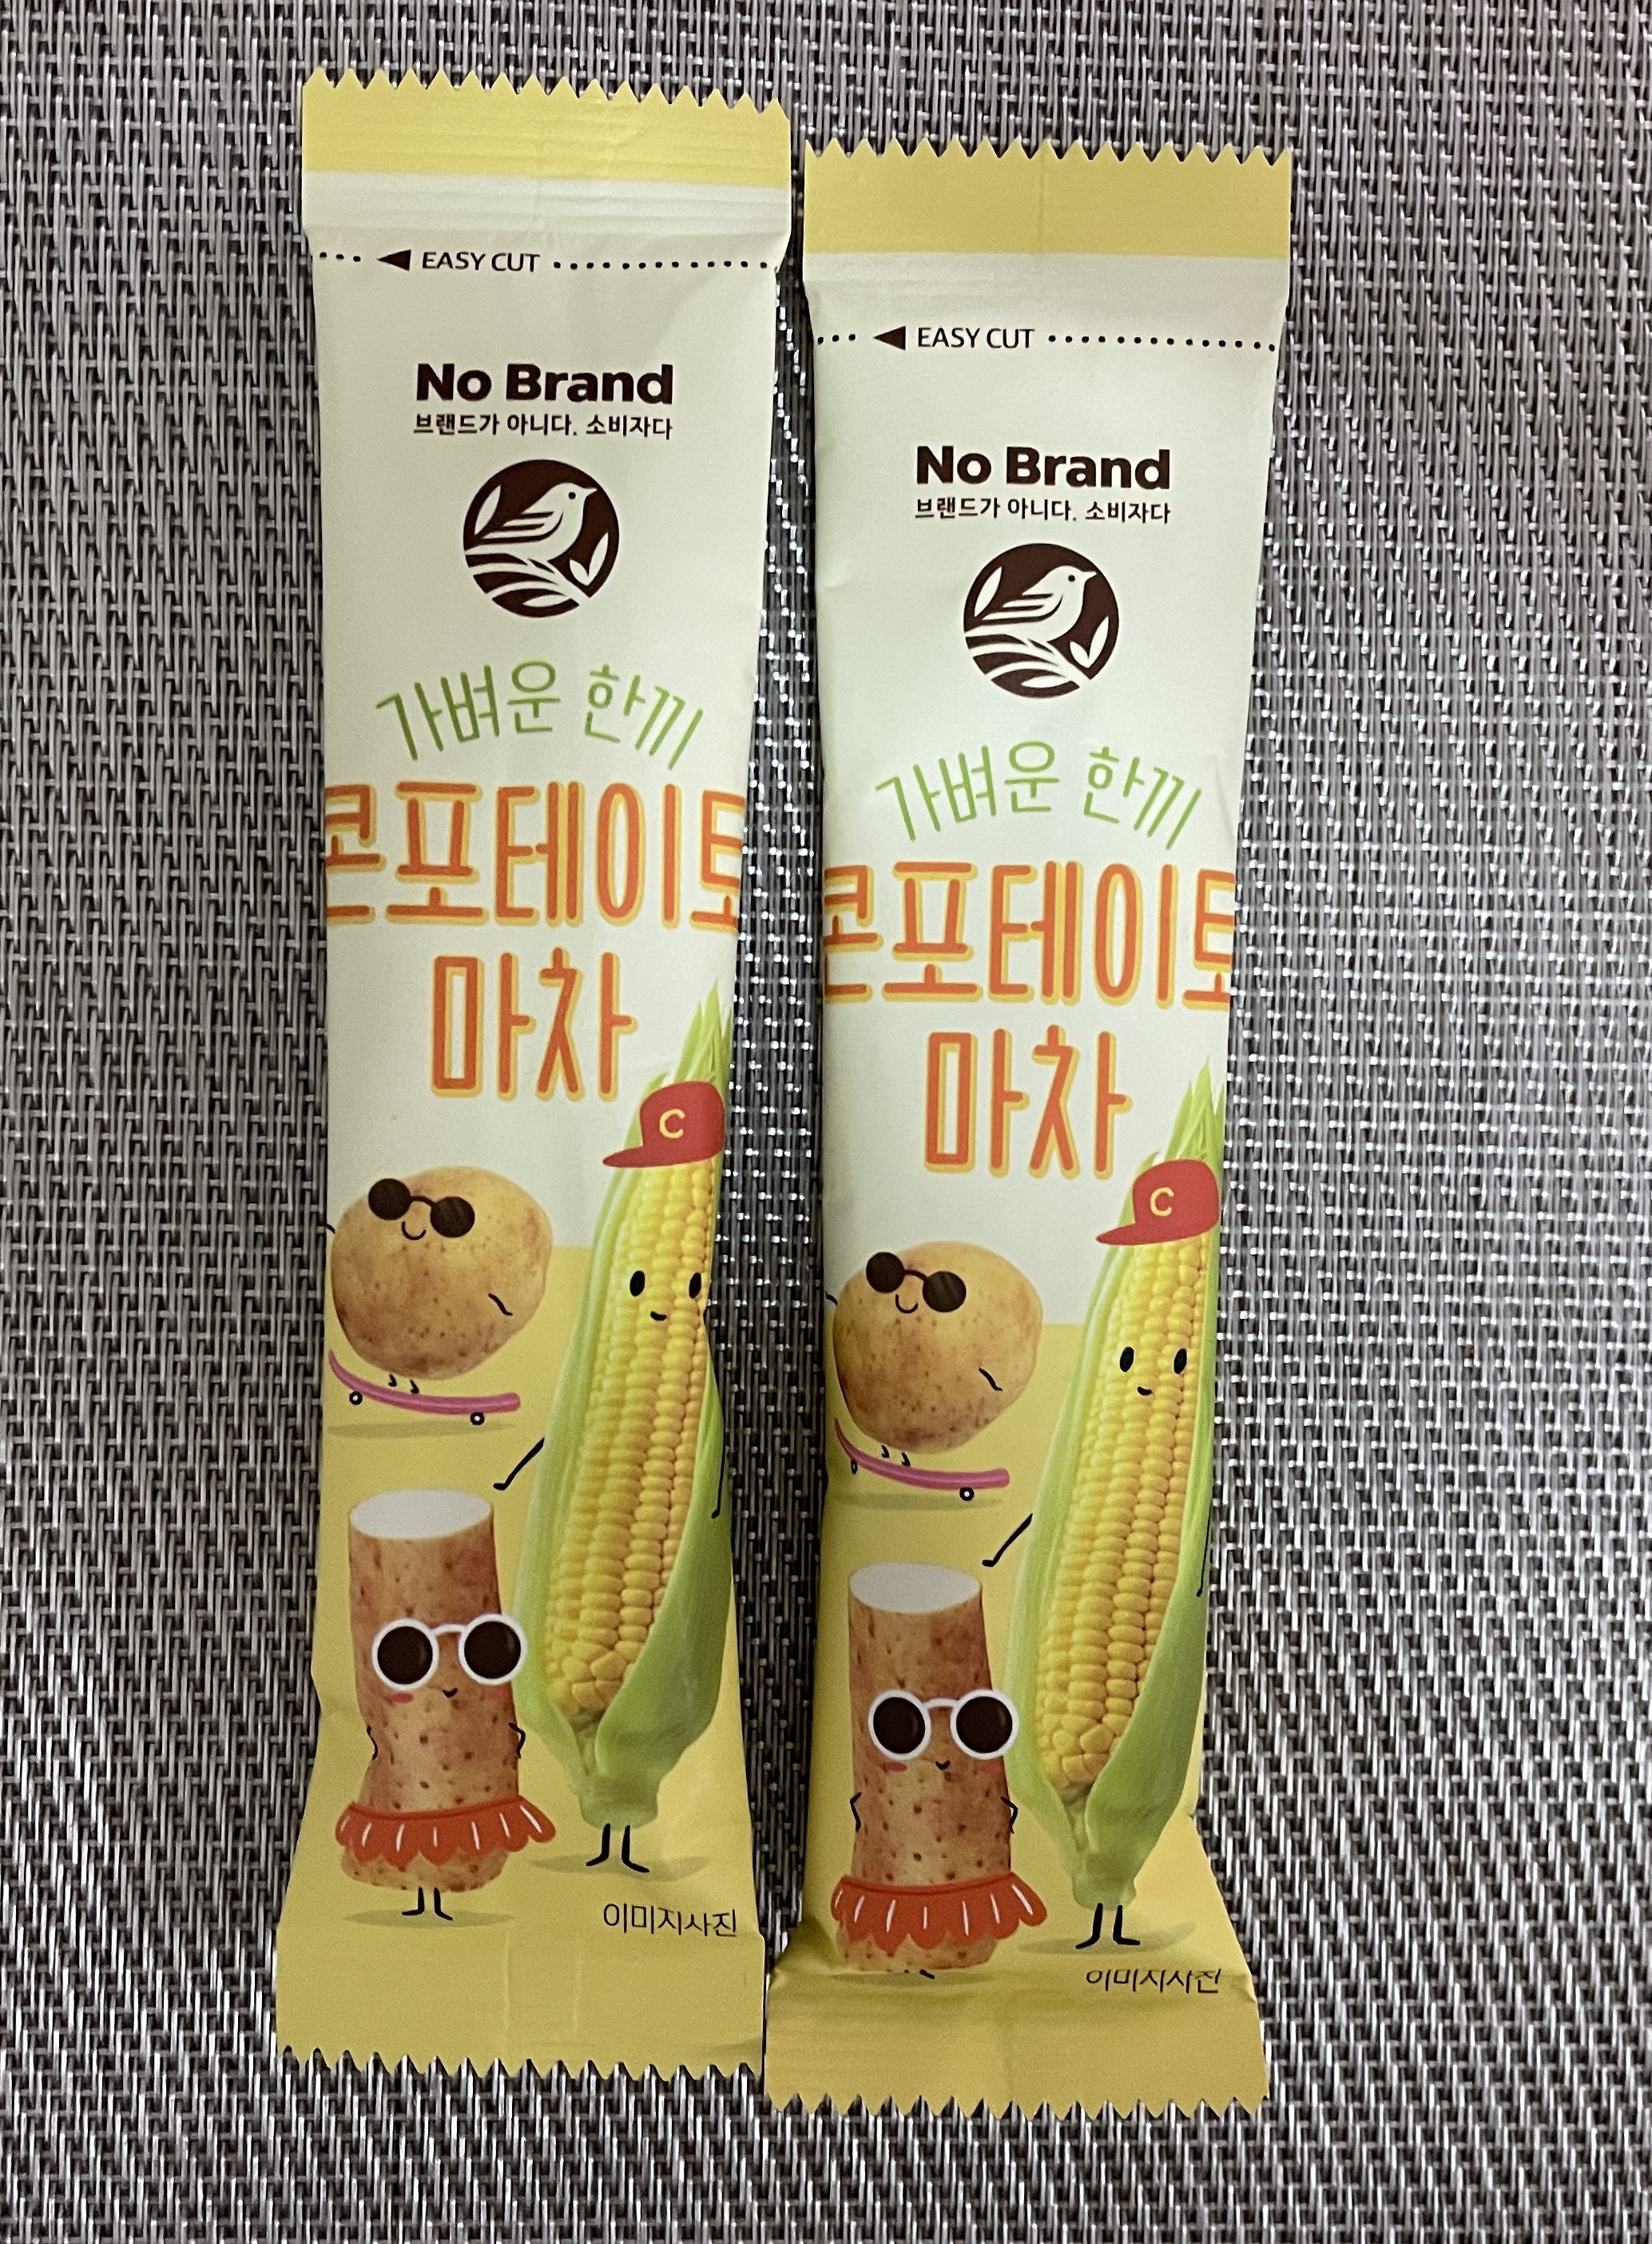 EASY CUT
No Brand
브랜드가 아니다. 소비자다
가벼운 한끼
콘포테이토
마차
C
이미지사진
EASY CUT
No Brand
브랜드가 아니다. 소비자다
가벼운 한끼
콘포테이토
마차
C
이미지사진